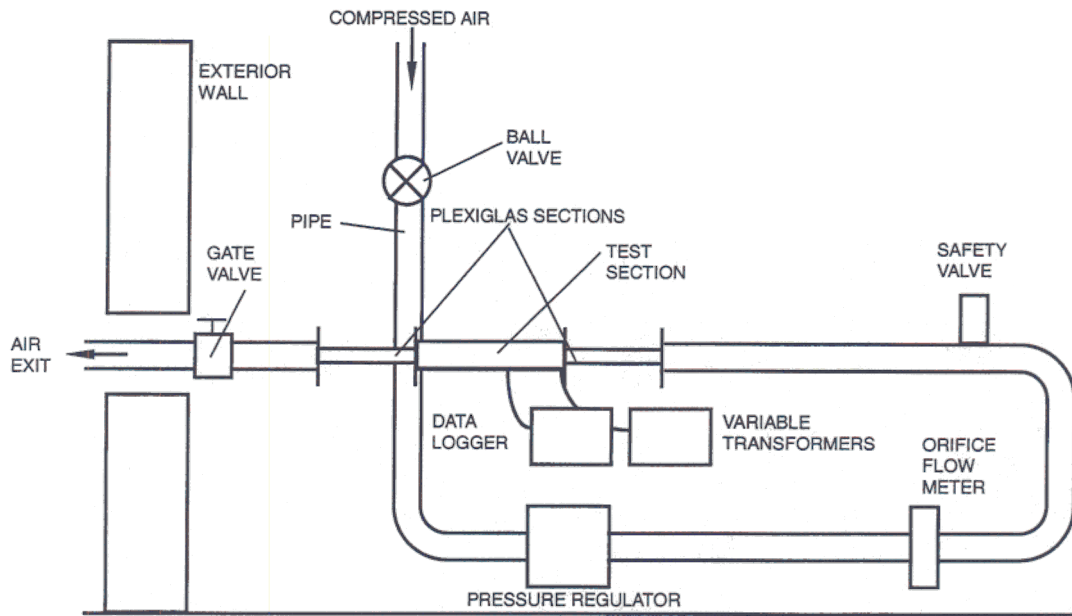 COMPRESSED AIR
EXTERIOR
WALL
BALL
VALVE
PIPE
PLEXIGLAS SECTIONS
GATE
VALVE
TEST
SECTION
SAFETY
VALVE
AIR
EXIT
DATA
LOGGER
VARIABLE
TRANSFORMERS
ORIFICE
FLOW
METER
PRESSURE REGULATOR